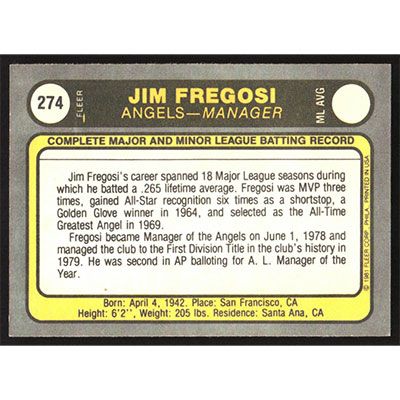 274
FLEER
JIM FREGOSI
ANGELS—MANAGER
ML AVG
COMPLETE MAJOR AND MINOR LEAGUE BATTING RECORD
Jim Fregosi's career spanned 18 Major League seasons during
which he batted a .265 lifetime average. Fregosi was MVP three
times, gained All-Star recognition six times as a shortstop, a
Golden Glove winner in 1964, and selected as the All-Time
Greatest Angel in 1969.
Fregosi became Manager of the Angels on June 1, 1978 and
managed the club to the First Division Title in the club's history in
1979. He was second in AP balloting for A. L. Manager of the
Year.
Born: April 4, 1942. Place: San Francisco, CA
Height: 6'2''. Weight: 205 lbs. Residence: Santa Ana, CA
© 1981 FLEER CORP. PHILA. PRINTED IN USA